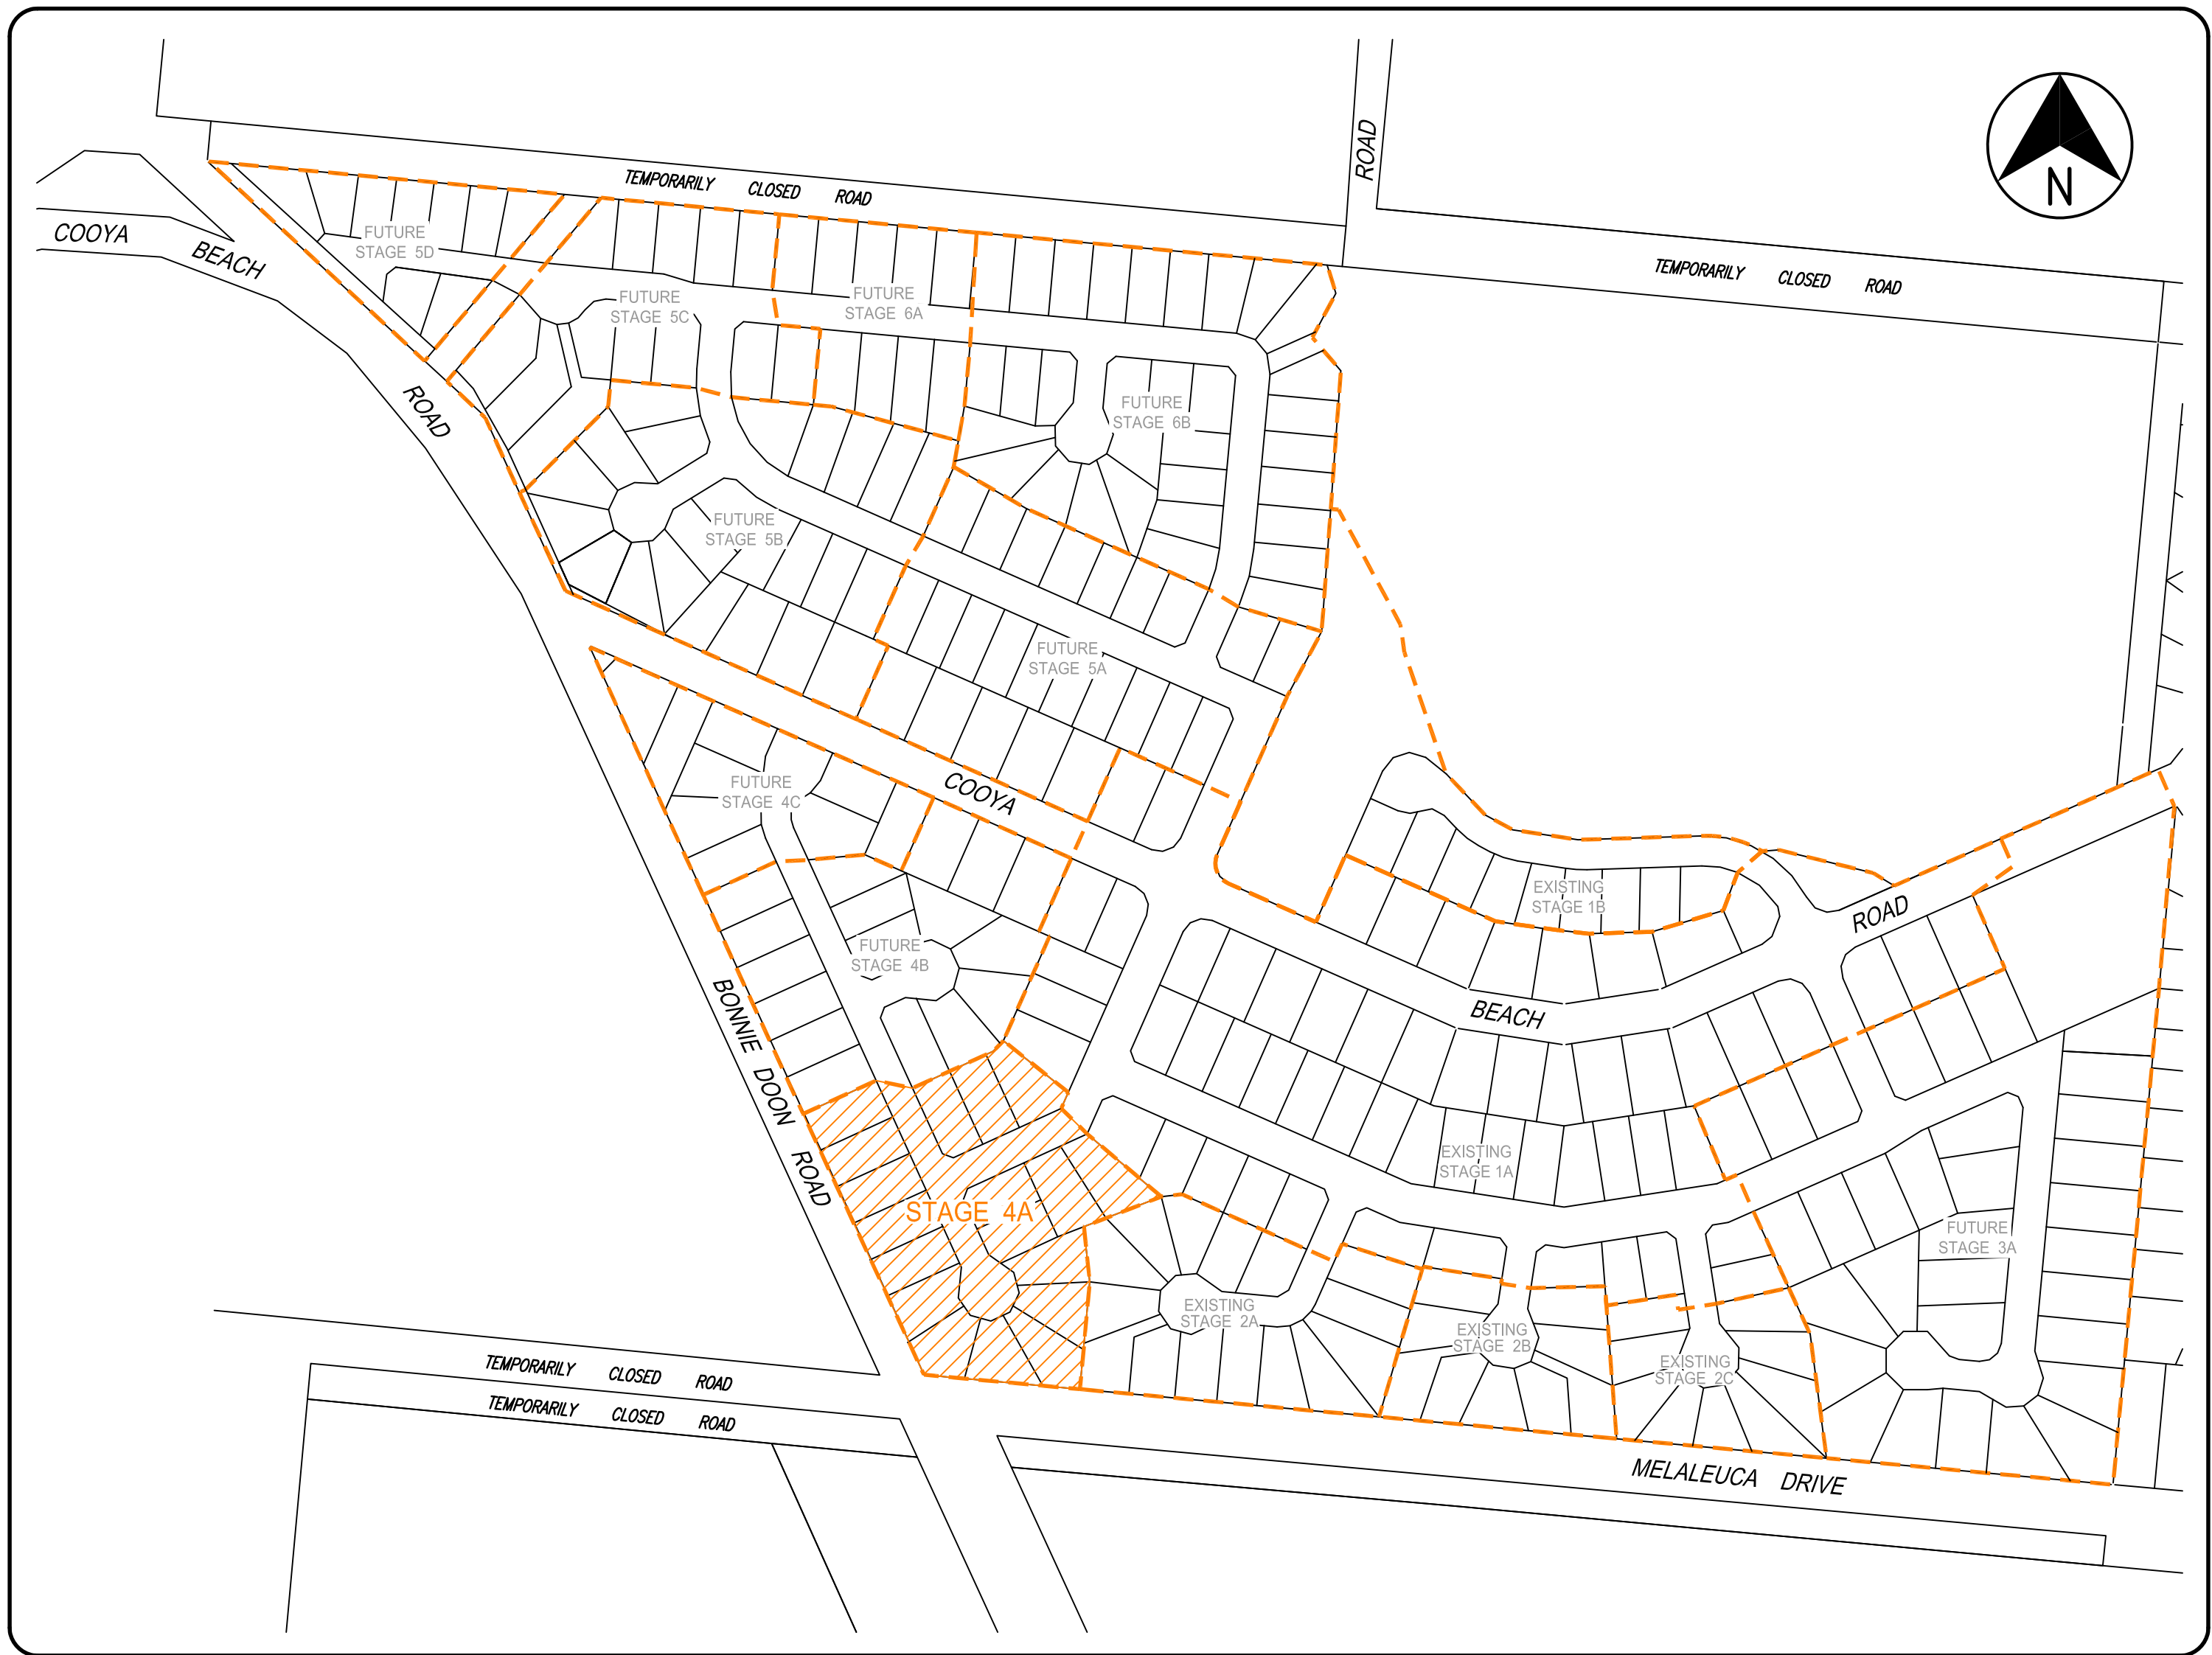 N
ROAD
TEMPORARILY CLOSED ROAD
COOYA BEACH ROAD
FUTURE
STAGE 5D
TEMPORARILY CLOSED ROAD
FUTURE
STAGE 5C
FUTURE
STAGE 6A
FUTURE
STAGE 6B
FUTURE
STAGE 5B
FUTURE
STAGE 5A
FUTURE
STAGE 4C
COOYA BEACH ROAD
EXISTING
STAGE 1B
FUTURE
STAGE 4B
BONNIE DOON ROAD
EXISTING
STAGE 1A
STAGE 4A
FUTURE
STAGE 3A
EXISTING
STAGE 2A
EXISTING
STAGE 2B
EXISTING
STAGE 2C
TEMPORARILY CLOSED ROAD
TEMPORARILY CLOSED ROAD
MELALEUCA DRIVE